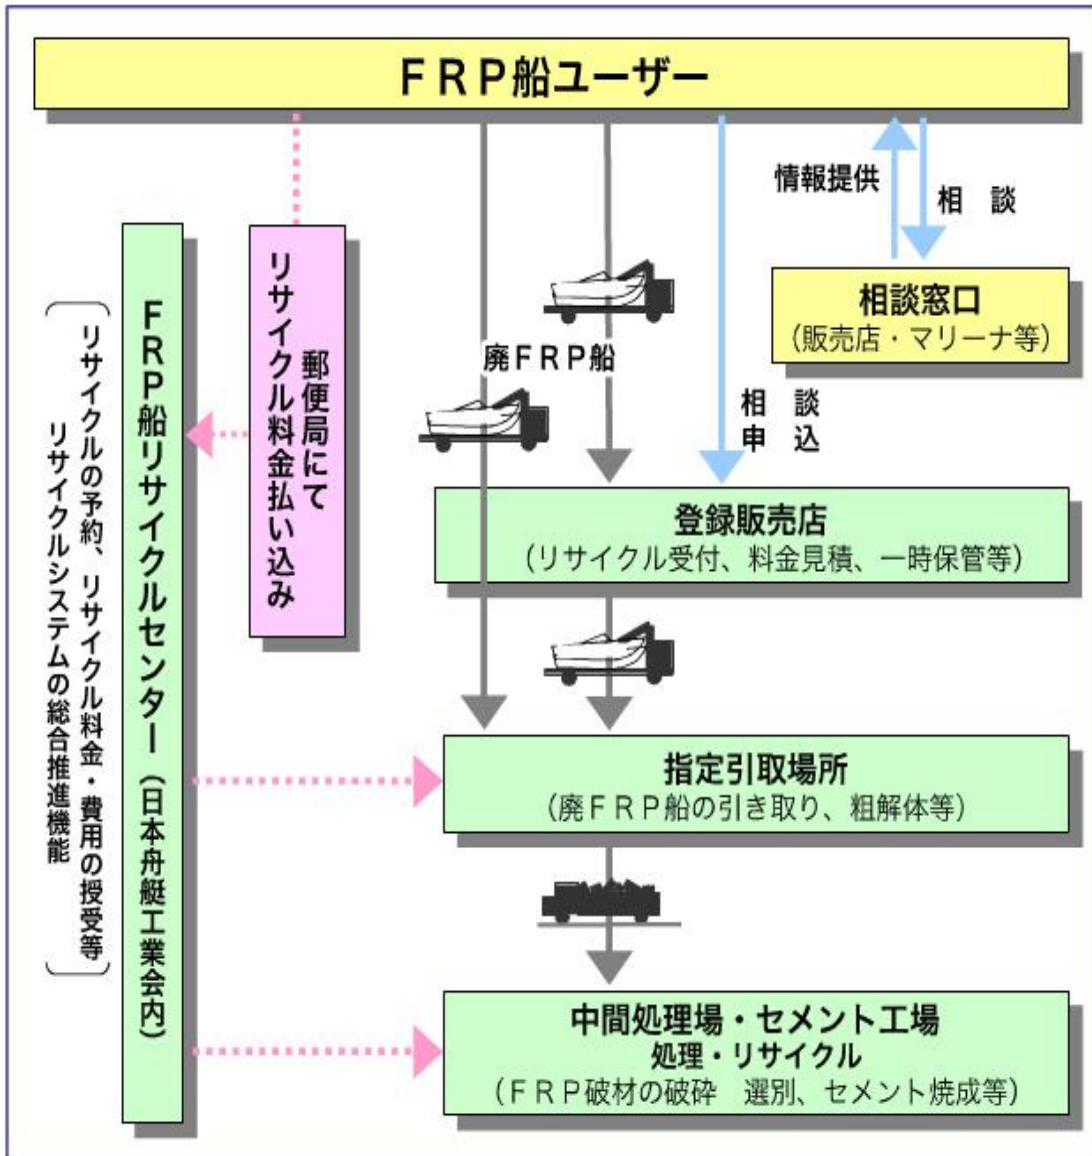 FRP船ユーザー
情報提供
相 談
相談窓口
(販売店・マリーナ等)
廃FRP船
相 談
申 込
郵便局にて
リサイクル料金払い込み
FRP船リサイクルセンター(日本舟艇工業会内)
リサイクルの予約、リサイクル料金・費用の授受等
リサイクルシステムの総合推進機能
登録販売店
(リサイクル受付、料金見積、一時保管等)
指定引取場所
(廃FRP船の引き取り、粗解体等)
中間処理場・セメント工場
処理・リサイクル
(FRP破材の破砕 選別、セメント焼成等)